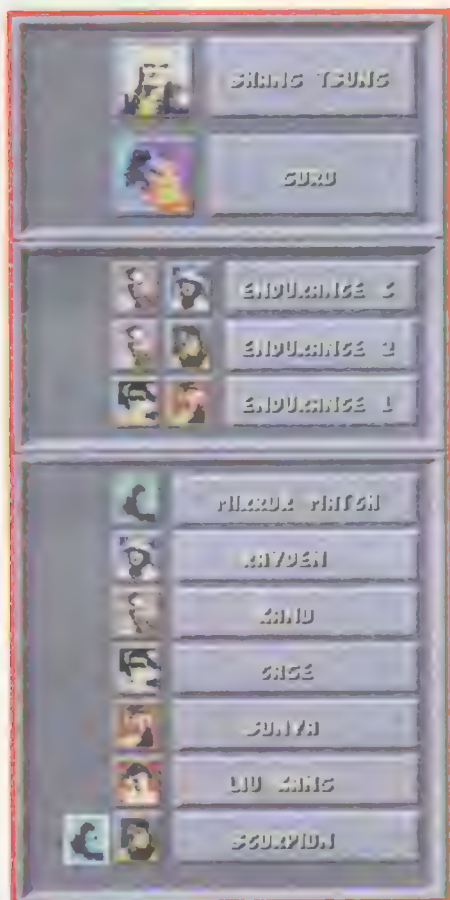 SHANG TSUNG
GORO
ENDURANCE 3
ENDURANCE 2
ENDURANCE 1
MIRROR MATCH
RAYDEN
KANO
CAGE
SONYA
LIU KANG
SCORPION